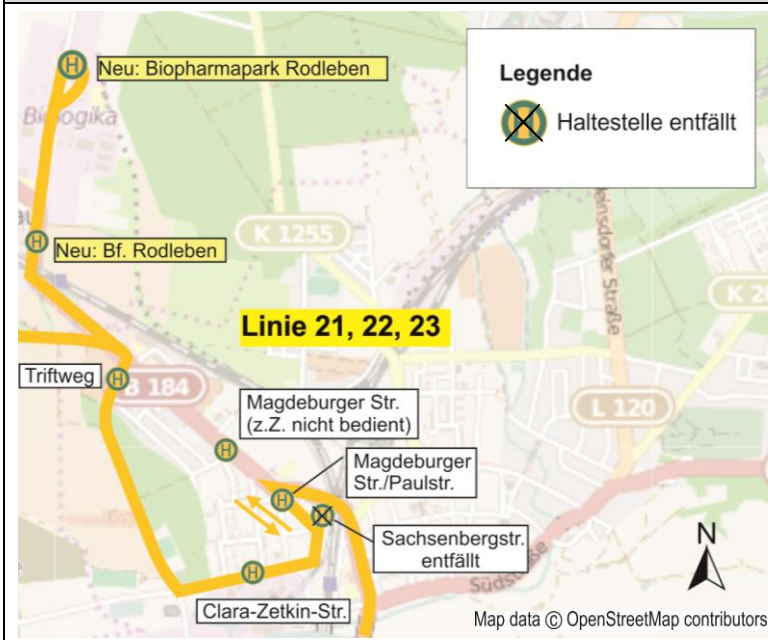 H
Neu: Biopharmapark Rodleben
Legende
H
Haltestelle entfällt
K 1255
H
Neu: Bf. Rodleben
Linie 21, 22, 23
Triftweg
H
B 184
L 120
Magdeburger Str.
(z.Z. nicht bedient)
H
Magdeburger
Str./Paulstr.
H
H
Sachsenbergstr.
entfällt
N
H
Clara-Zetkin-Str.
Südstraße
Map data © OpenStreetMap contributors